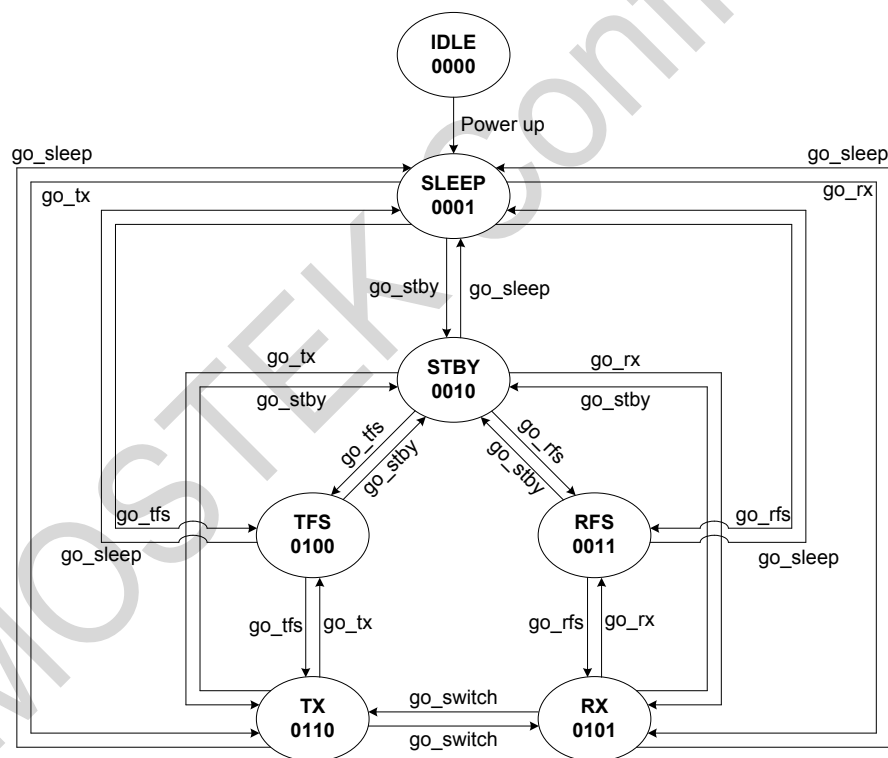 IDLE
0000
Power up
go_sleep
go_sleep
go_tx
go_rx
SLEEP
0001
go_stby
go_sleep
go_tx
go_rx
STBY
0010
go_stby
go_stby
go_tfs
go_stby
go_rfs
go_stby
go_tfs
go_rfs
TFS
0100
RFS
0011
go_sleep
go_sleep
go_tfs
go_tx
go_rfs
go_rx
go_switch
TX
0110
RX
0101
go_switch
MOSTEK Conf